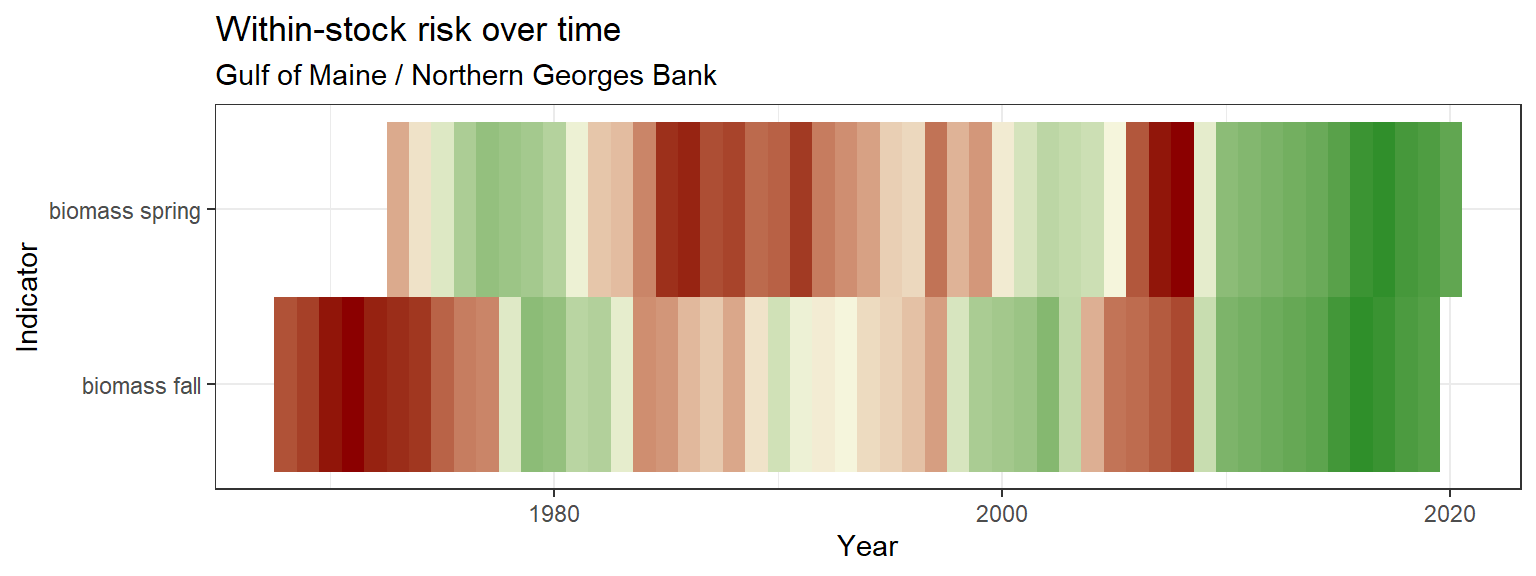 Within-stock risk over time
Gulf of Maine / Northern Georges Bank
Indicator
biomass spring
biomass fall
1980
2000
2020
Year